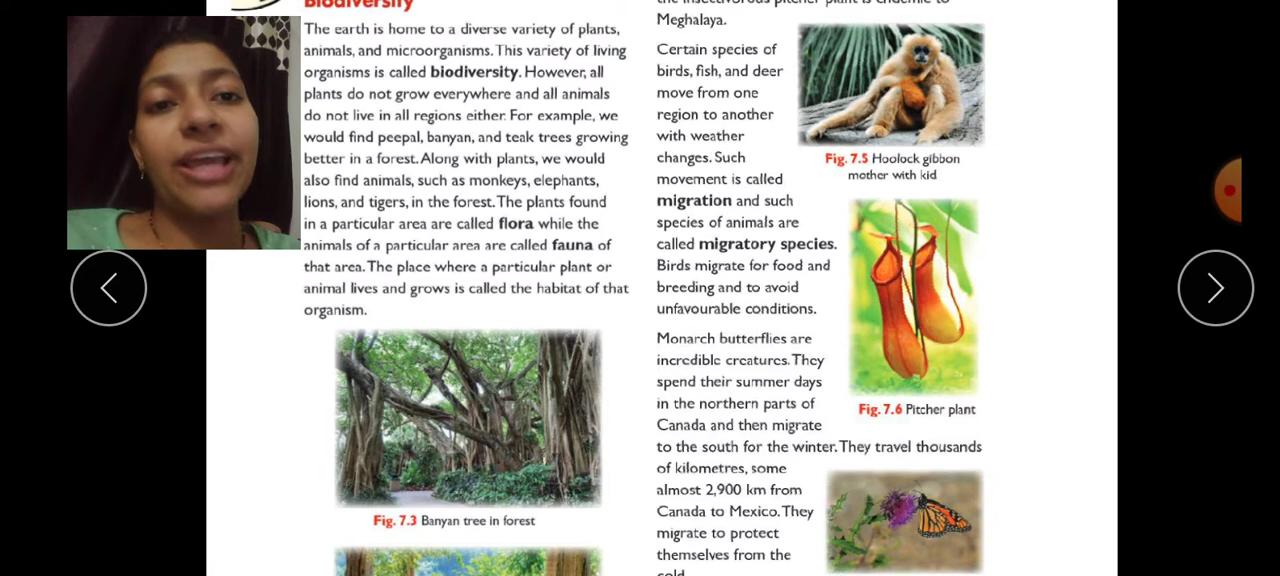 Biodiversity
The earth is home to a diverse variety of plants,
animals, and microorganisms. This variety of living
organisms is called biodiversity. However, all
plants do not grow everywhere and all animals
do not live in all regions either. For example, we
would find peepal, banyan, and teak trees growing
better in a forest. Along with plants, we would
also find animals, such as monkeys, elephants,
lions, and tigers, in the forest. The plants found
in a particular area are called flora while the
animals of a particular area are called fauna of
that area. The place where a particular plant or
animal lives and grows is called the habitat of that
organism.
Fig. 7.3 Banyan tree in forest
the insectivorous pitcher plant is endemic to
Meghalaya.
Certain species of
birds, fish, and deer
move from one
region to another
with weather
changes. Such
movement is called
migration and such
species of animals are
called migratory species.
Birds migrate for food and
breeding and to avoid
unfavourable conditions.
Fig. 7.5 Hoolock gibbon
mother with kid
Fig. 7.6 Pitcher plant
Monarch butterflies are
incredible creatures. They
spend their summer days
in the northern parts of
Canada and then migrate
to the south for the winter. They travel thousands
of kilometres, some
almost 2,900 km from
Canada to Mexico. They
migrate to protect
themselves from the
cold.